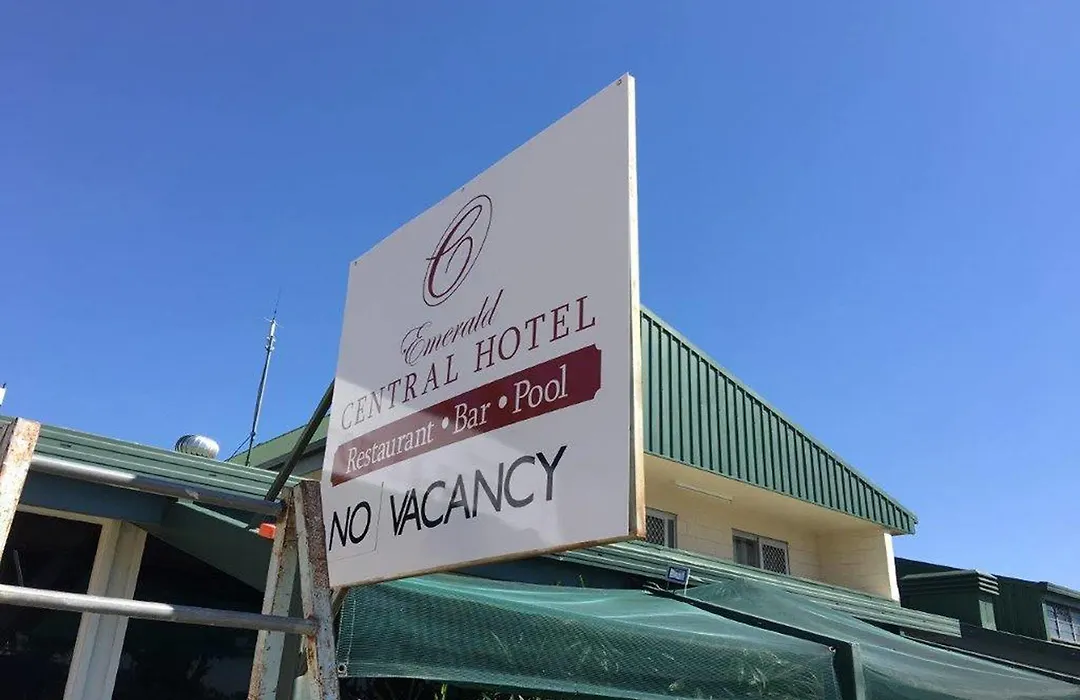 Emerald
CENTRAL HOTEL
Restaurant • Bar • Pool
NO VACANCY